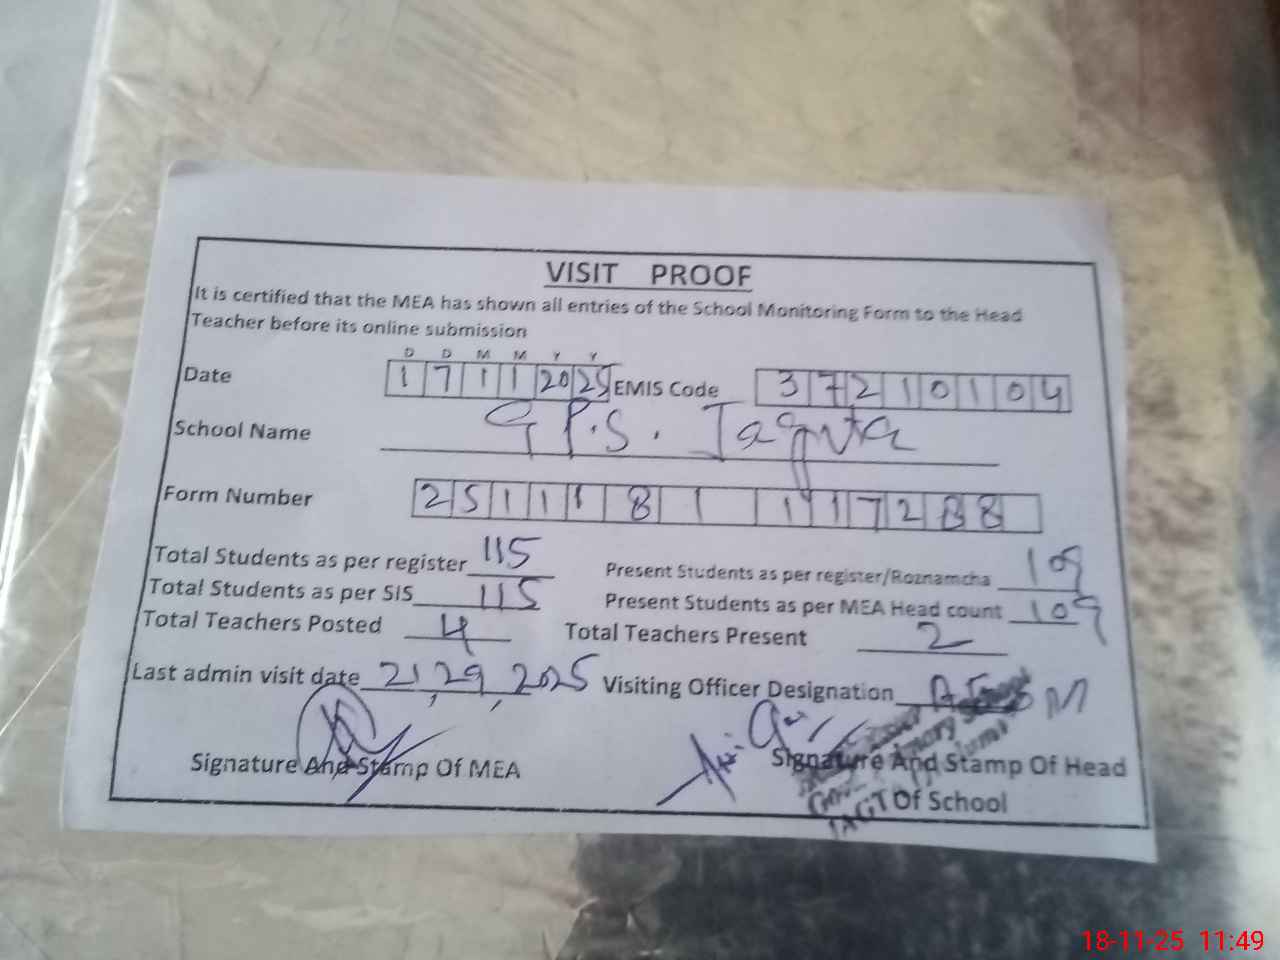 VISIT PROOF
It is certified that the MEA has shown all entries of the School Monitoring Form to the Head
Teacher before its online submission
D D M M Y Y
Date 1 7 1 1 20 25 EMIS Code 3 7 2 1 0 1 0 4
School Name G P.S. Tagwta
Form Number 2 5 1 1 1 8 1 1 1 7 2 8 8
Total Students as per register 115 Present Students as per register/Roznamcha 109
Total Students as per SIS 115 Present Students as per MEA Head count 109
Total Teachers Posted 4 Total Teachers Present 2
Last admin visit date 21, 29, 2025 Visiting Officer Designation
Signature And Stamp Of MEA Signature And Stamp Of Head
Of School
18-11-25 11:49